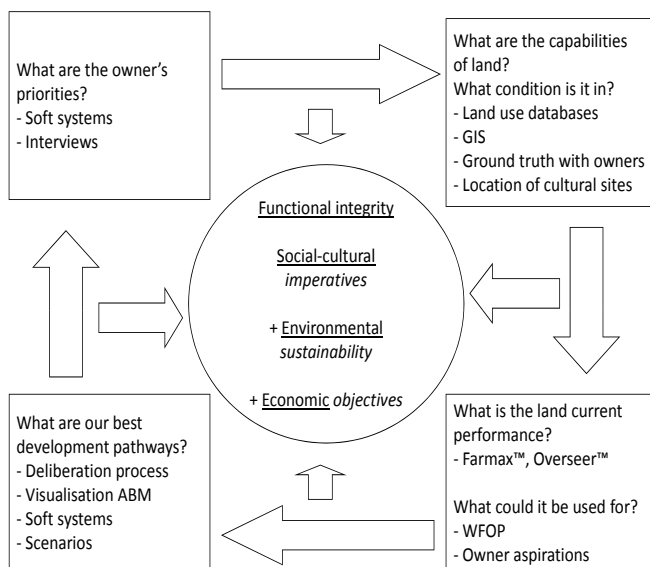 What are the owner's
priorities?
- Soft systems
- Interviews
What are the capabilities
of land?
What condition is it in?
- Land use databases
- GIS
- Ground truth with owners
- Location of cultural sites
Functional integrity
Social-cultural
imperatives
+ Environmental
sustainability
+ Economic objectives
What are our best
development pathways?
- Deliberation process
- Visualisation ABM
- Soft systems
- Scenarios
What is the land current
performance?
- Farmax™, Overseer™
What could it be used for?
- WFOP
- Owner aspirations